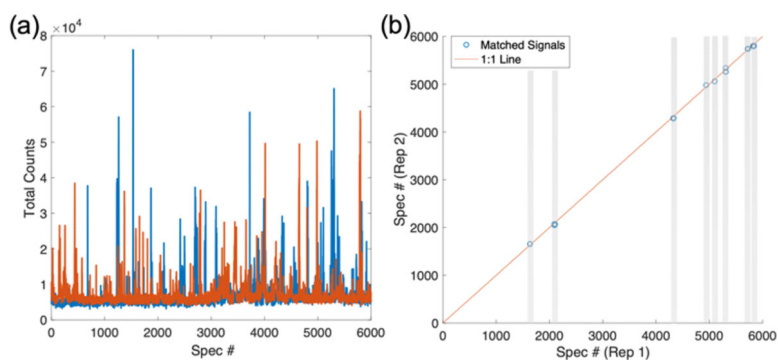 (a)
× 10⁴
8
7
6
5
4
3
2
1
0
Total Counts
0 1000 2000 3000 4000 5000 6000
Spec #
(b)
6000
5000
4000
3000
2000
1000
0
Spec # (Rep 2)
Matched Signals
1:1 Line
0 1000 2000 3000 4000 5000 6000
Spec # (Rep 1)